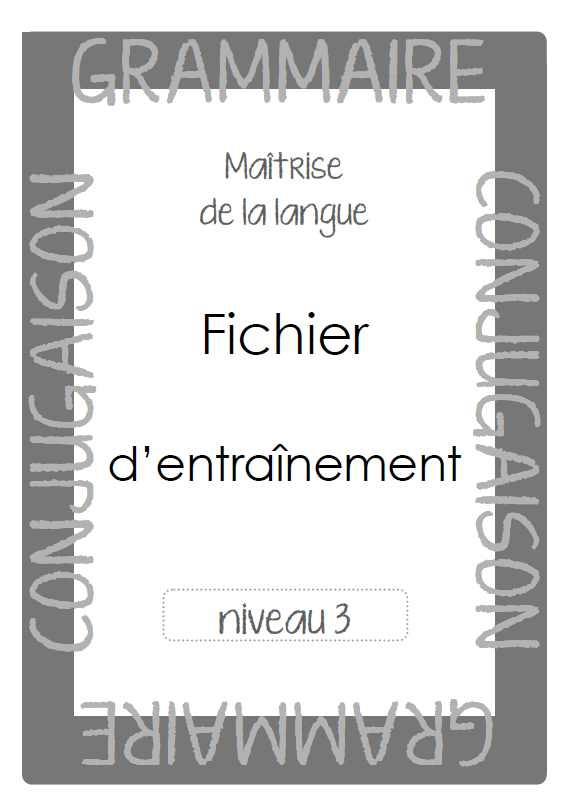 GRAMMAIRE
Maîtrise
de la langue
CONJUGAISON
CONJUGAISON
Fichier
d’entraînement
niveau 3
GRAMMAIRE